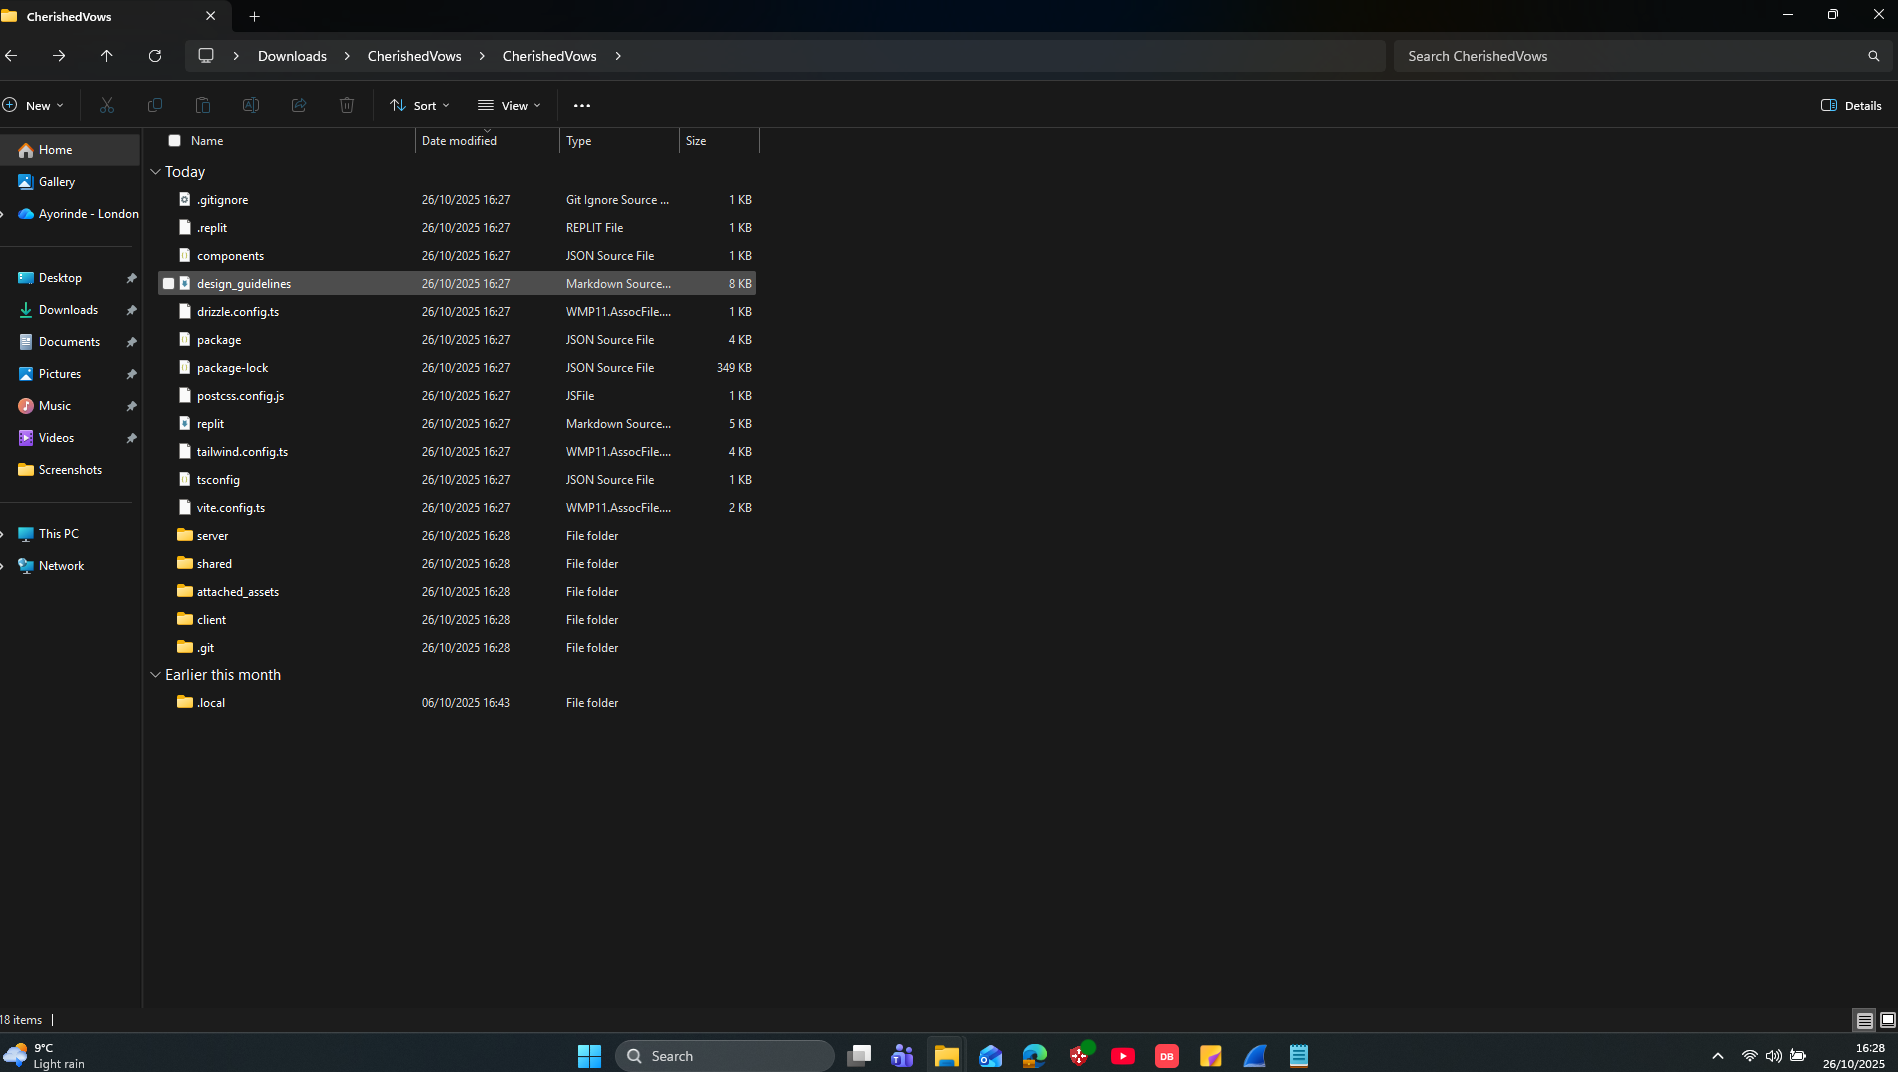 CherishedVows
Downloads CherishedVows CherishedVows
Search CherishedVows
New Sort View Details
Name Date modified Type Size
Home
Gallery
Ayorinde - London
Desktop
Downloads
Documents
Pictures
Music
Videos
Screenshots
This PC
Network
Today
.gitignore 26/10/2025 16:27 Git Ignore Source ... 1 KB
.replit 26/10/2025 16:27 REPLIT File 1 KB
components 26/10/2025 16:27 JSON Source File 1 KB
design_guidelines 26/10/2025 16:27 Markdown Source... 8 KB
drizzle.config.ts 26/10/2025 16:27 WMP11.AssocFile.... 1 KB
package 26/10/2025 16:27 JSON Source File 4 KB
package-lock 26/10/2025 16:27 JSON Source File 349 KB
postcss.config.js 26/10/2025 16:27 JSFile 1 KB
replit 26/10/2025 16:27 Markdown Source... 5 KB
tailwind.config.ts 26/10/2025 16:27 WMP11.AssocFile.... 4 KB
tsconfig 26/10/2025 16:27 JSON Source File 1 KB
vite.config.ts 26/10/2025 16:27 WMP11.AssocFile.... 2 KB
server 26/10/2025 16:28 File folder
shared 26/10/2025 16:28 File folder
attached_assets 26/10/2025 16:28 File folder
client 26/10/2025 16:28 File folder
.git 26/10/2025 16:28 File folder
Earlier this month
.local 06/10/2025 16:43 File folder
18 items
9°C
Light rain
Search
DB
16:28
26/10/2025